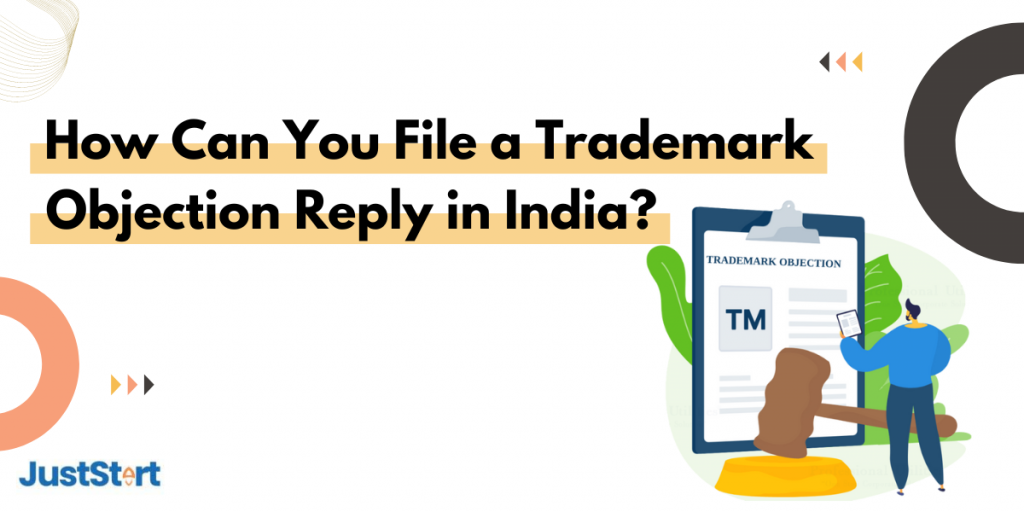 How Can You File a Trademark
Objection Reply in India?
TRADEMARK OBJECTION
TM
JustStart